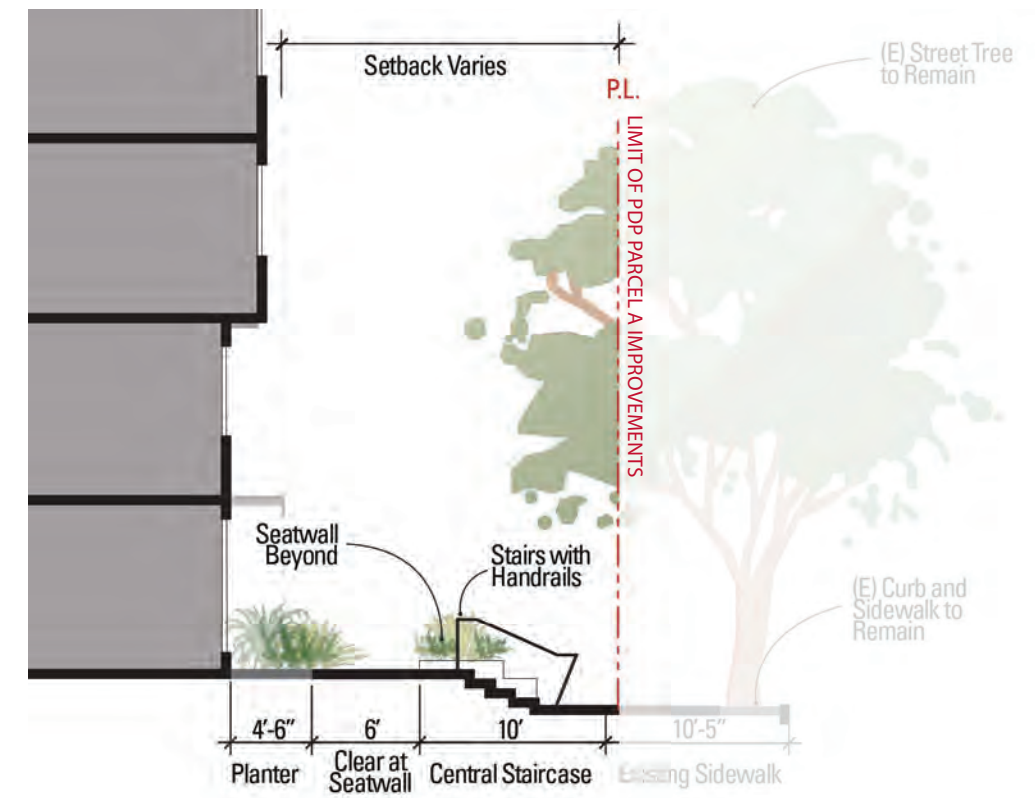 Setback Varies
(E) Street Tree
to Remain
P.L.
LIMIT OF PDP PARCEL A IMPROVEMENTS
Seatwall
Beyond
Stairs with
Handrails
(E) Curb and
Sidewalk to
Remain
4'-6"
6'
10'
10'-5"
Planter
Clear at
Seatwall
Central Staircase
Existing Sidewalk